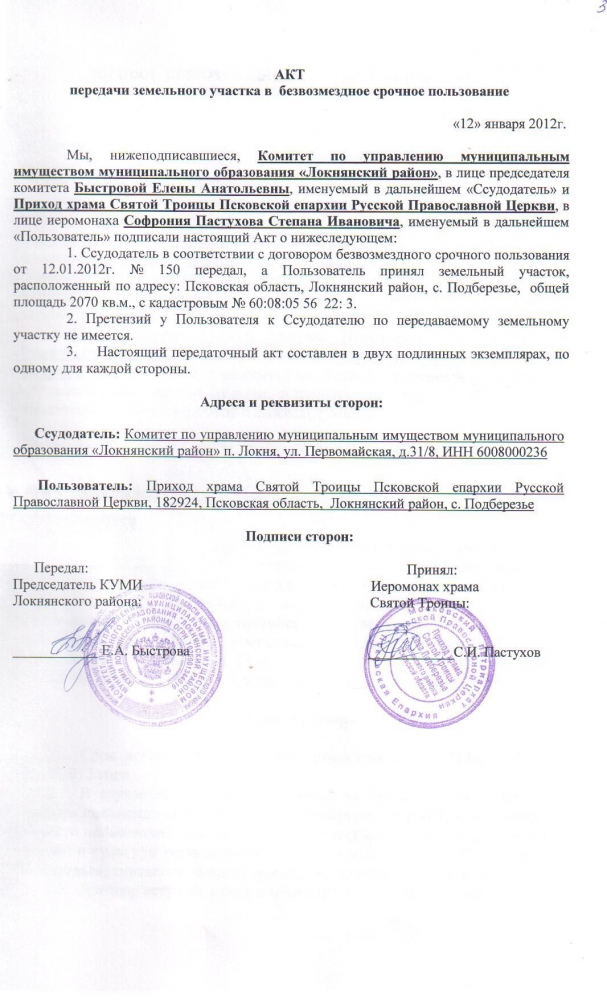 3
АКТ
передачи земельного участка в безвозмездное срочное пользование
«12» января 2012г.
Мы, нижеподписавшиеся, Комитет по управлению муниципальным
имуществом муниципального образования «Локнянский район», в лице председателя
комитета Быстровой Елены Анатольевны, именуемый в дальнейшем «Ссудодатель» и
Приход храма Святой Троицы Псковской епархии Русской Православной Церкви, в
лице иеромонаха Софрония Пастухова Степана Ивановича, именуемый в дальнейшем
«Пользователь» подписали настоящий Акт о нижеследующем:
1. Ссудодатель в соответствии с договором безвозмездного срочного пользования
от 12.01.2012г. № 150 передал, а Пользователь принял земельный участок,
расположенный по адресу: Псковская область, Локнянский район, с. Подберезье, общей
площадь 2070 кв.м., с кадастровым № 60:08:05 56 22: 3.
2. Претензий у Пользователя к Ссудодателю по передаваемому земельному
участку не имеется.
3. Настоящий передаточный акт составлен в двух подлинных экземплярах, по
одному для каждой стороны.
Адреса и реквизиты сторон:
Ссудодатель: Комитет по управлению муниципальным имуществом муниципального
образования «Локнянский район» п. Локня, ул. Первомайская, д.31/8, ИНН 6008000236
Пользователь: Приход храма Святой Троицы Псковской епархии Русской
Православной Церкви, 182924, Псковская область, Локнянский район, с. Подберезье
Подписи сторон:
Передал: Принял:
Председатель КУМИ Иеромонах храма
Локнянского района: Святой Троицы:
Е.А. Быстрова С.И. Пастухов
Московский Патриархат